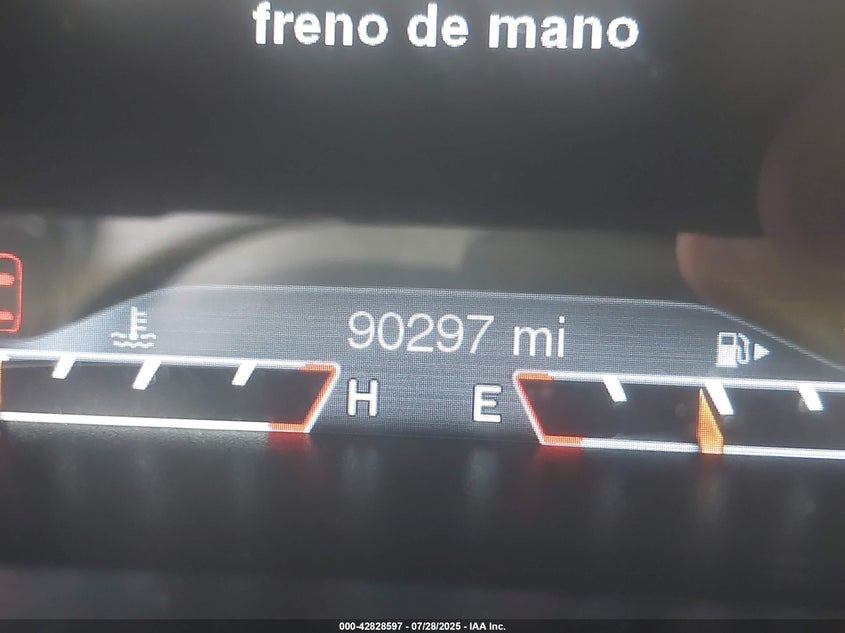 freno de mano
90297 mi
H E
000-42828597 - 07/28/2025 - IAA Inc.